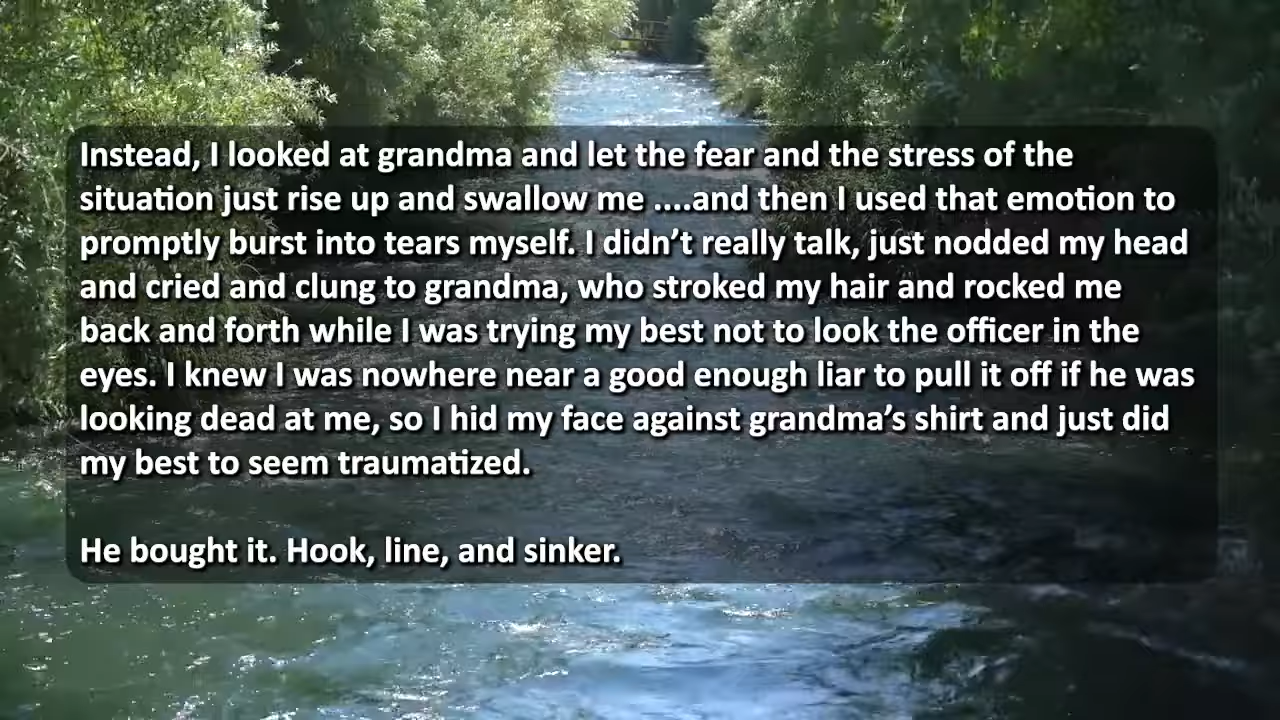 Instead, I looked at grandma and let the fear and the stress of the
situation just rise up and swallow me ....and then I used that emotion to
promptly burst into tears myself. I didn’t really talk, just nodded my head
and cried and clung to grandma, who stroked my hair and rocked me
back and forth while I was trying my best not to look the officer in the
eyes. I knew I was nowhere near a good enough liar to pull it off if he was
looking dead at me, so I hid my face against grandma’s shirt and just did
my best to seem traumatized.
He bought it. Hook, line, and sinker.